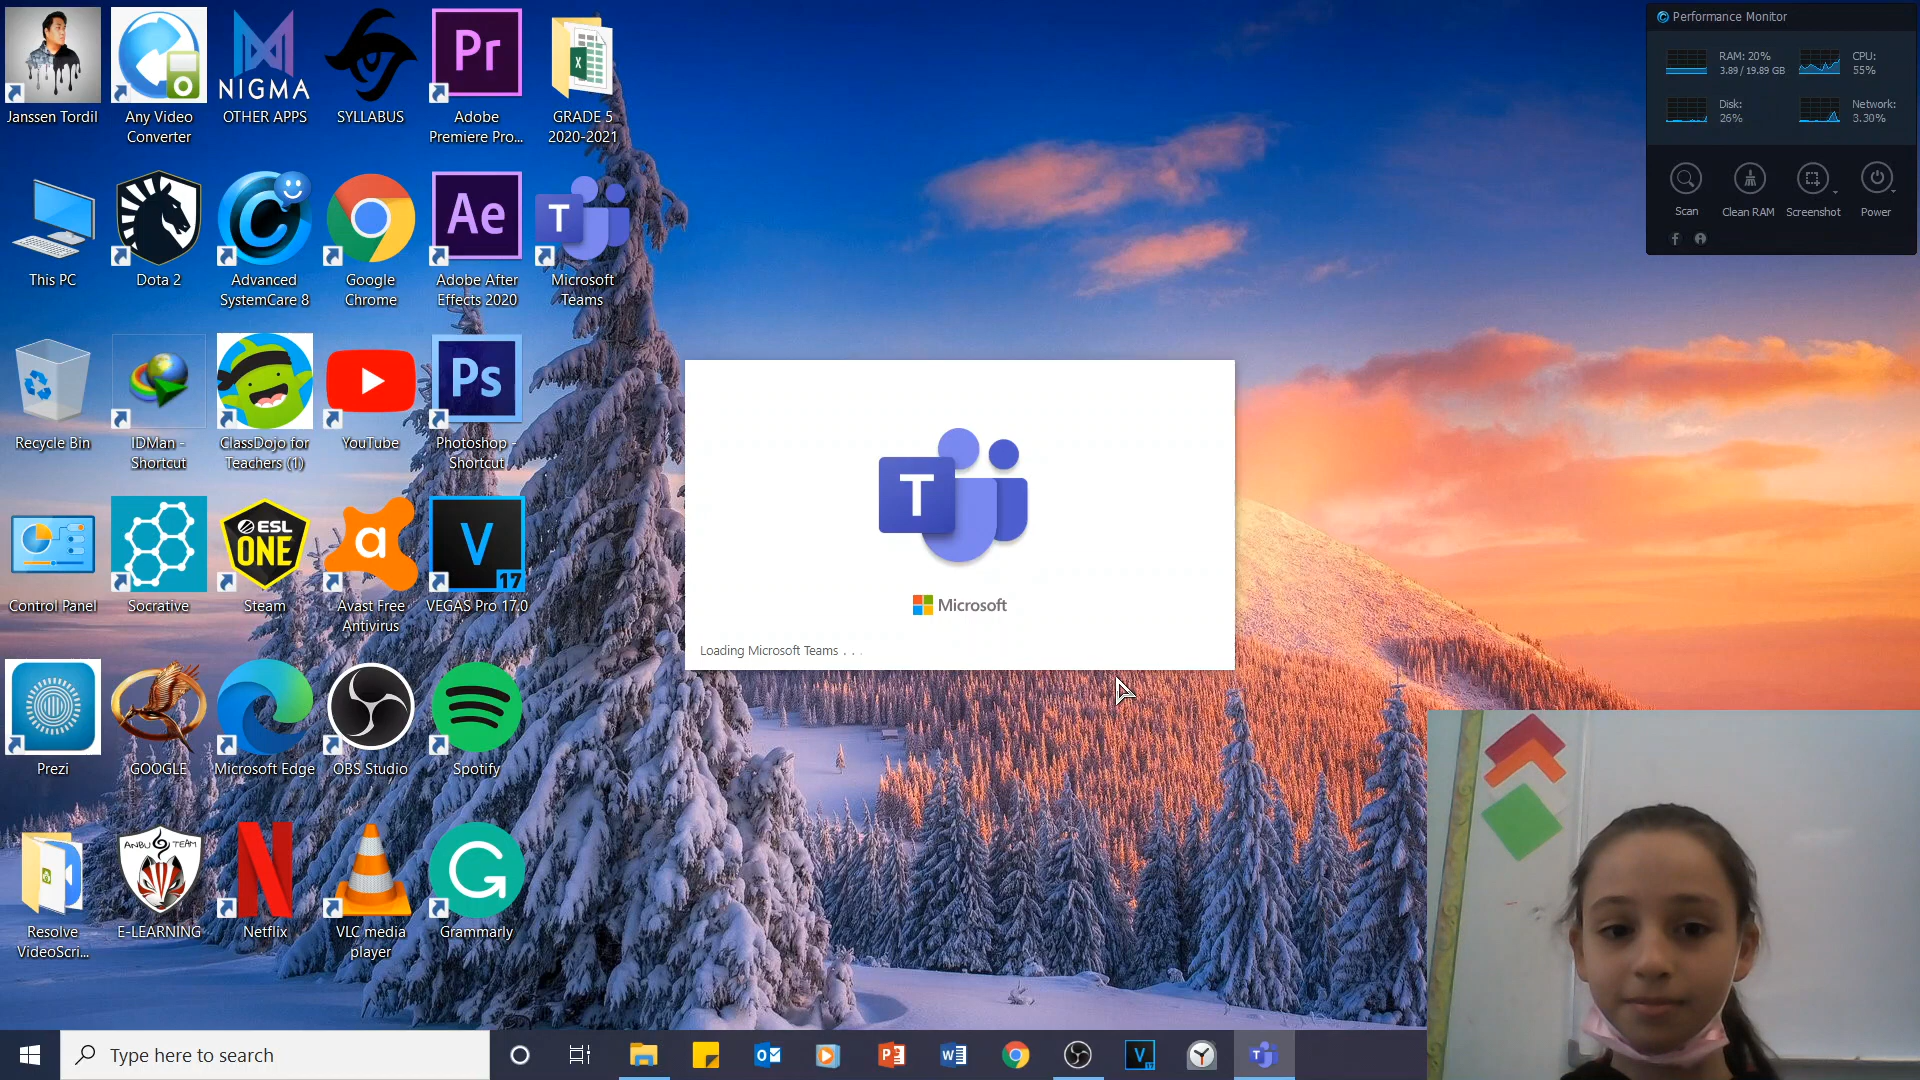 Janssen Tordil
Any Video
Converter
NIGMA
OTHER APPS
SYLLABUS
Pr
Adobe
Premiere Pro...
X
GRADE 5
2020-2021
This PC
Dota 2
Advanced
SystemCare 8
Google
Chrome
Ae
Adobe After
Effects 2020
T
Microsoft
Teams
Recycle Bin
IDMan -
Shortcut
ClassDojo for
Teachers (1)
YouTube
Ps
Photoshop -
Shortcut
Control Panel
Socrative
ESL
ONE
Steam
a
Avast Free
Antivirus
V
17
VEGAS Pro 17.0
Prezi
GOOGLE
Microsoft Edge
OBS Studio
Spotify
Resolve
VideoScri...
ANBU TEAM
E-LEARNING
Netflix
VLC media
player
G
Grammarly
T
Microsoft
Loading Microsoft Teams . . .
Performance Monitor
RAM: 20%
3.89 / 19.89 GB
CPU:
55%
Disk:
26%
Network:
3.30%
Scan
Clean RAM
Screenshot
Power
Type here to search